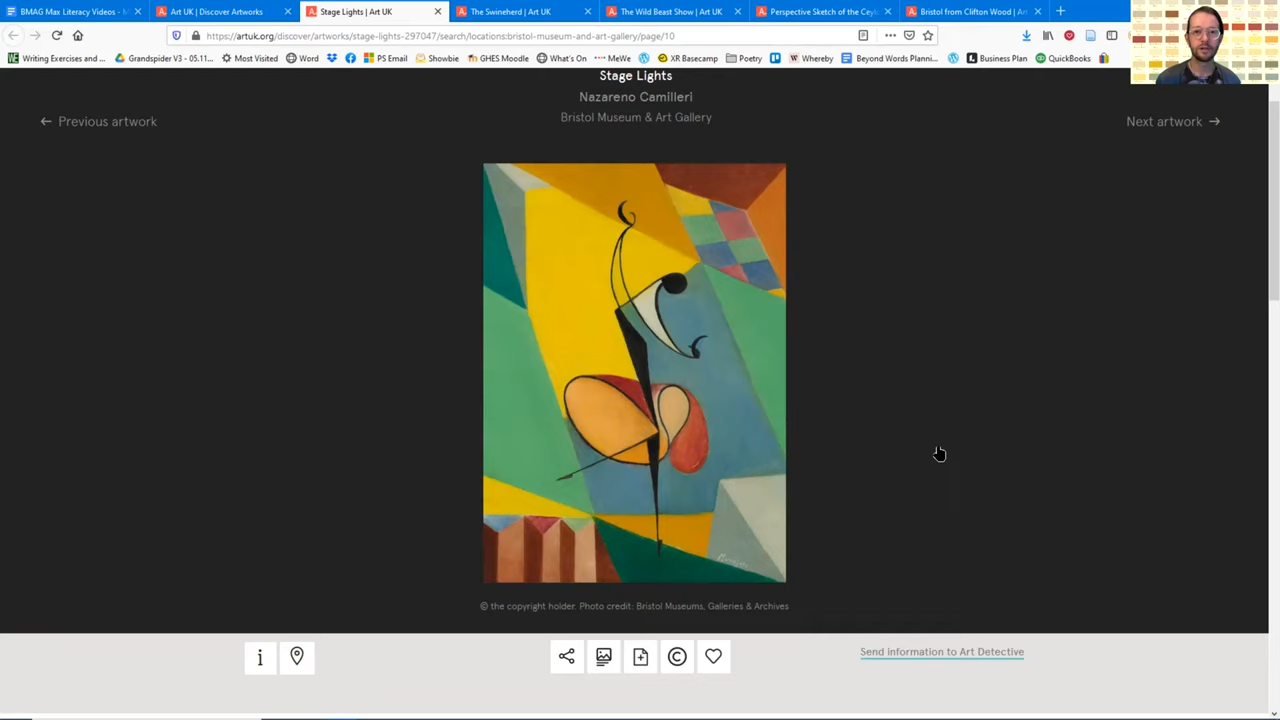 BMAG Max Literacy Videos - M
Art UK | Discover Artworks
Stage Lights | Art UK
The Swineherd | Art UK
The Wild Beast Show | Art UK
Perspective Sketch of the Ceylo
Bristol from Clifton Wood | Art
https://artuk.org/discover/artworks/stage-lights-297047/search/locations:bristol-museum-and-art-gallery/page/10
Writing Exercises and ...
Grandspider V3 - 05.11...
Most Visited
Word
PS Email
Showbie
GHES Moodle
What's On
MeWe
XR Basecamp
Poetry
Whereby
Beyond Words Planni...
Business Plan
QuickBooks
Stage Lights
Nazareno Camilleri
Bristol Museum & Art Gallery
← Previous artwork
Next artwork →
© the copyright holder. Photo credit: Bristol Museums, Galleries & Archives
Send information to Art Detective